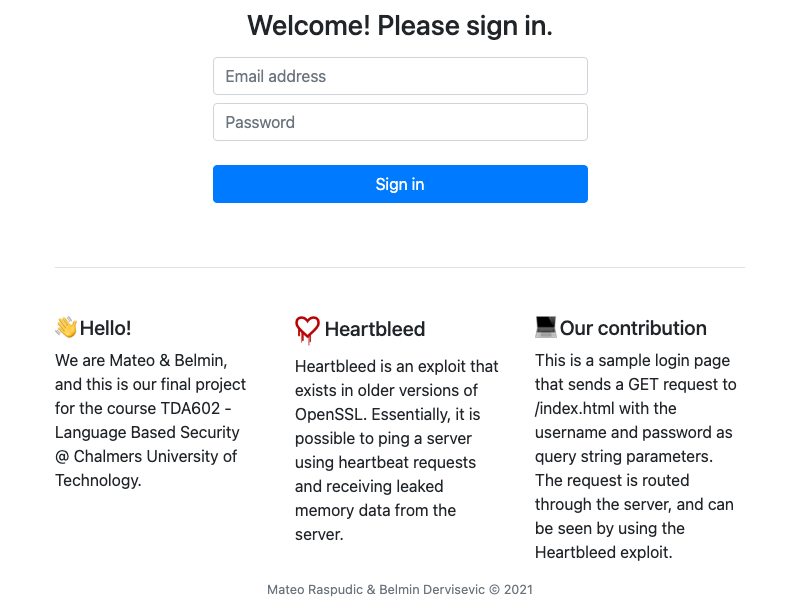 Welcome! Please sign in.
Email address
Password
Sign in
Hello!
We are Mateo & Belmin,
and this is our final project
for the course TDA602 -
Language Based Security
@ Chalmers University of
Technology.
Heartbleed
Heartbleed is an exploit that
exists in older versions of
OpenSSL. Essentially, it is
possible to ping a server
using heartbeat requests
and receiving leaked
memory data from the
server.
Our contribution
This is a sample login page
that sends a GET request to
/index.html with the
username and password as
query string parameters.
The request is routed
through the server, and can
be seen by using the
Heartbleed exploit.
Mateo Raspudic & Belmin Dervisevic © 2021